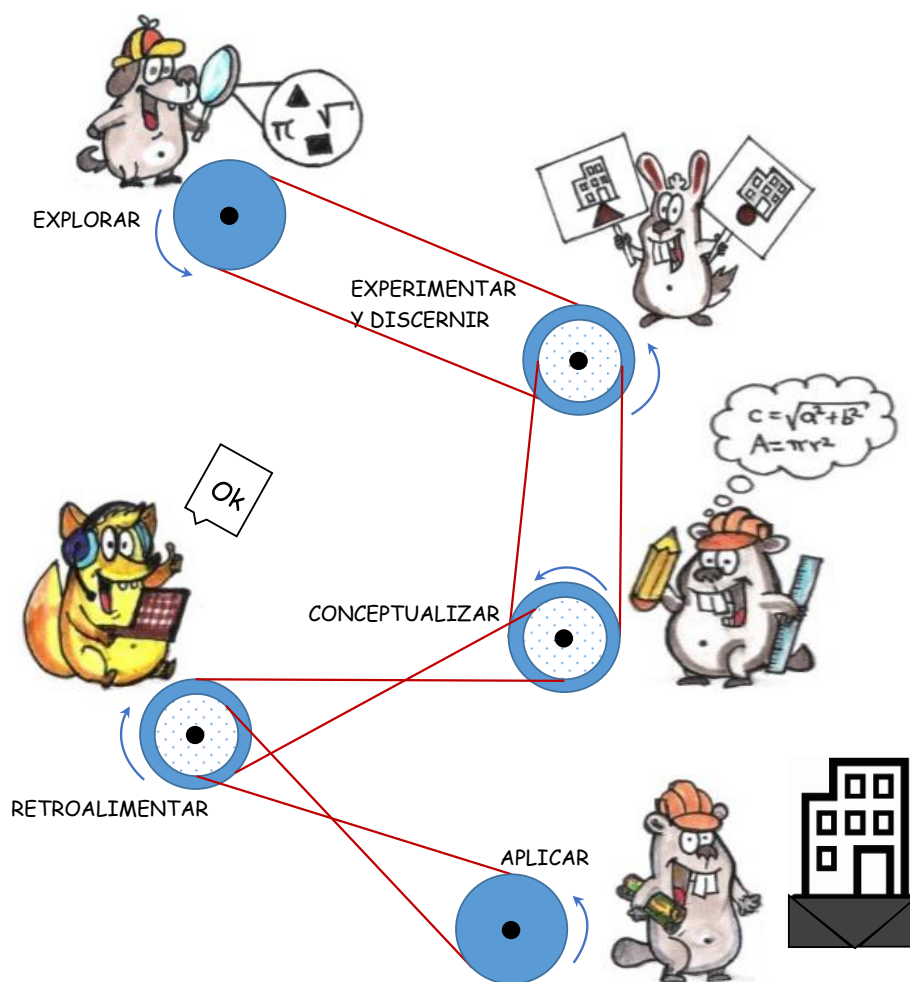 π √
EXPLORAR
EXPERIMENTAR
Y DISCERNIR
c = √a²+b²
A = πr²
Ok
CONCEPTUALIZAR
RETROALIMENTAR
APLICAR